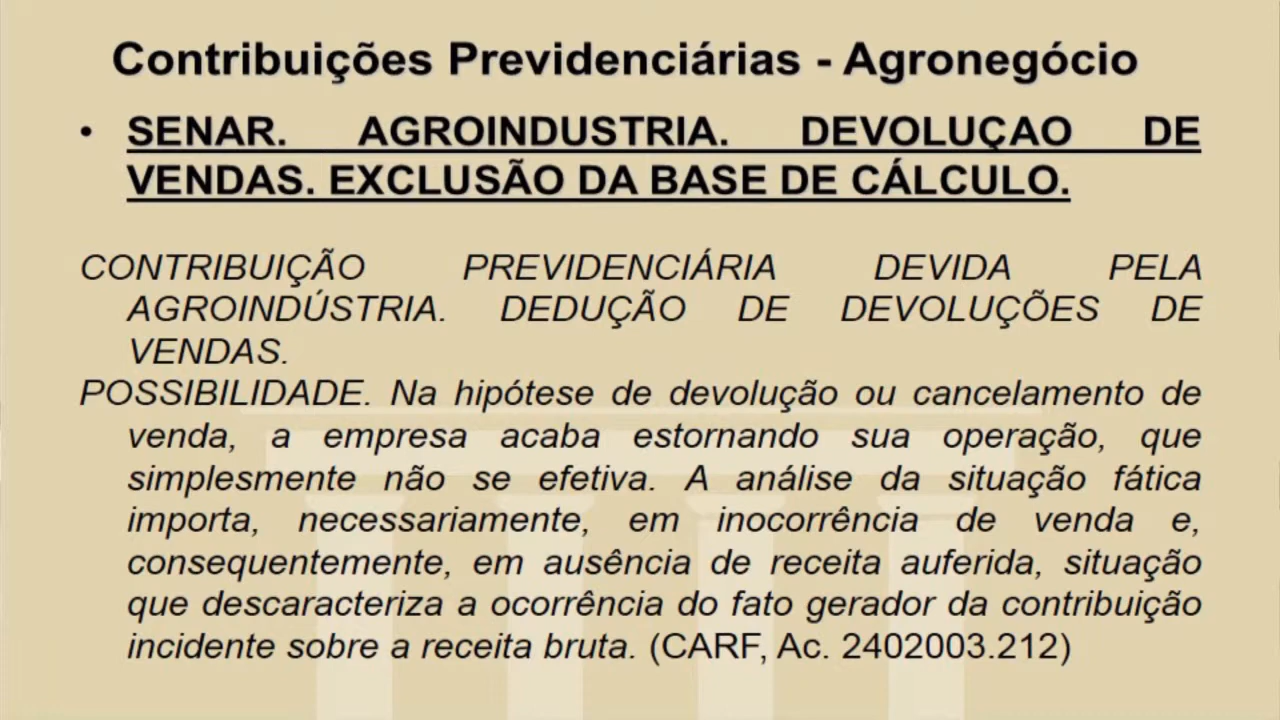 Contribuições Previdenciárias - Agronegócio
• SENAR. AGROINDUSTRIA. DEVOLUÇAO DE
VENDAS. EXCLUSÃO DA BASE DE CÁLCULO.
CONTRIBUIÇÃO PREVIDENCIÁRIA DEVIDA PELA
AGROINDÚSTRIA. DEDUÇÃO DE DEVOLUÇÕES DE
VENDAS.
POSSIBILIDADE. Na hipótese de devolução ou cancelamento de
venda, a empresa acaba estornando sua operação, que
simplesmente não se efetiva. A análise da situação fática
importa, necessariamente, em inocorrência de venda e,
consequentemente, em ausência de receita auferida, situação
que descaracteriza a ocorrência do fato gerador da contribuição
incidente sobre a receita bruta. (CARF, Ac. 2402003.212)